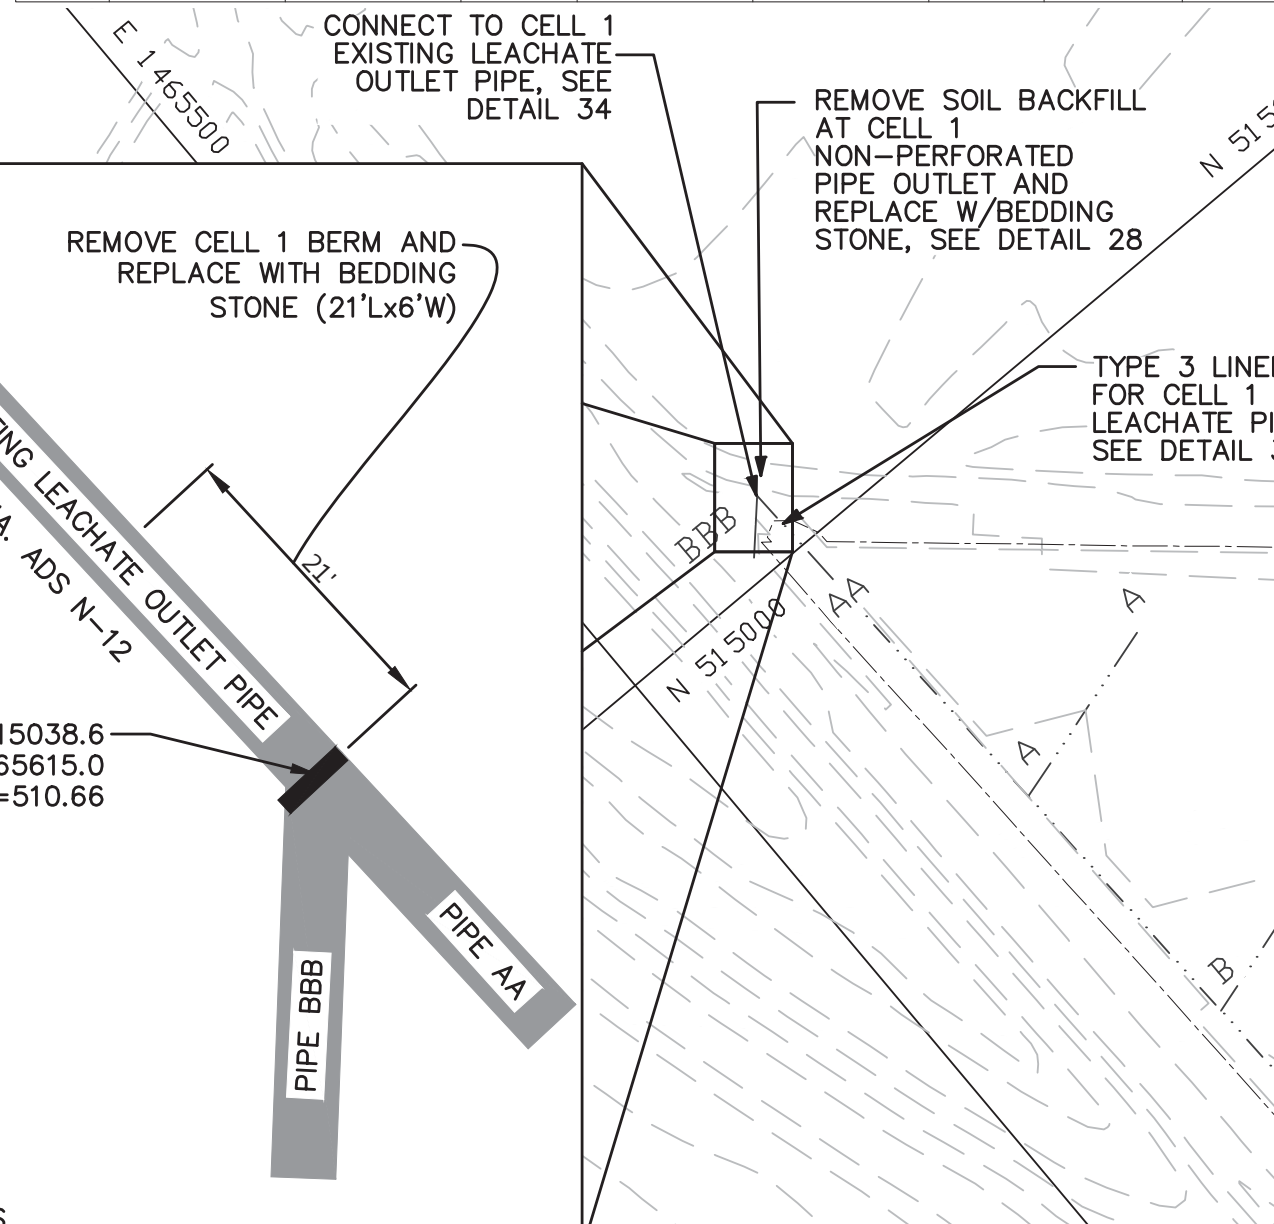 CONNECT TO CELL 1
EXISTING LEACHATE
OUTLET PIPE, SEE
DETAIL 34
E 1465500
REMOVE SOIL BACKFILL
AT CELL 1
NON-PERFORATED
PIPE OUTLET AND
REPLACE W/BEDDING
STONE, SEE DETAIL 28
N 515
REMOVE CELL 1 BERM AND
REPLACE WITH BEDDING
STONE (21'Lx6'W)
TYPE 3 LINE
FOR CELL 1
LEACHATE
SEE DETAIL
TING LEACHATE OUTLET PIPE
A. ADS N-12
21'
BBB
AA
N 515000
A
A
B
15038.6
65615.0
=510.66
PIPE AA
PIPE BBB